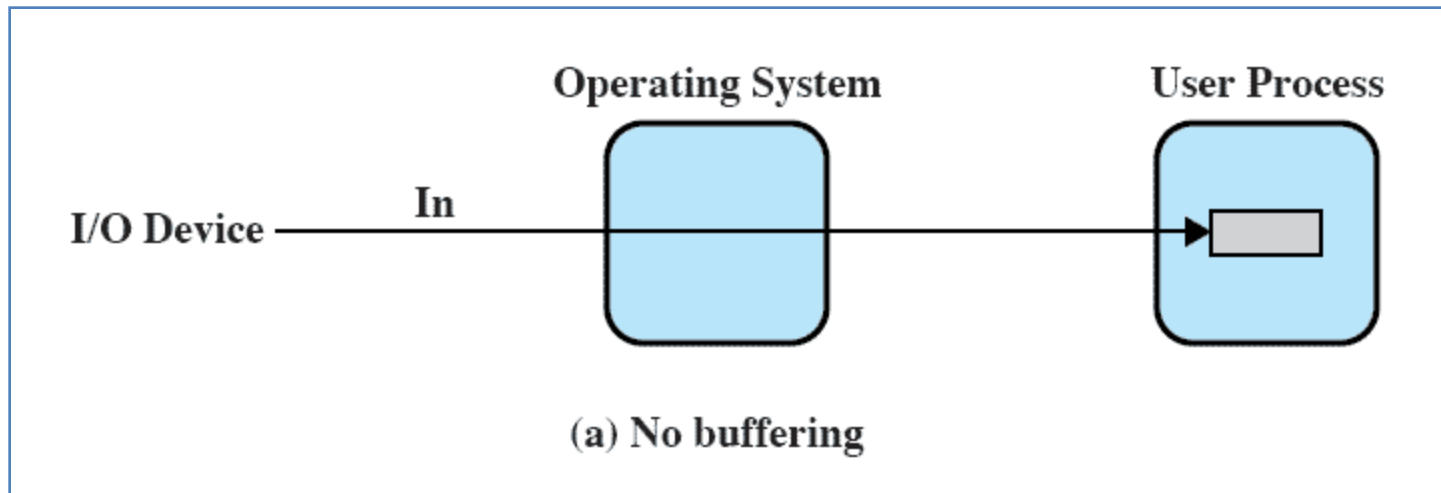 Operating System
User Process
In
I/O Device
(a) No buffering